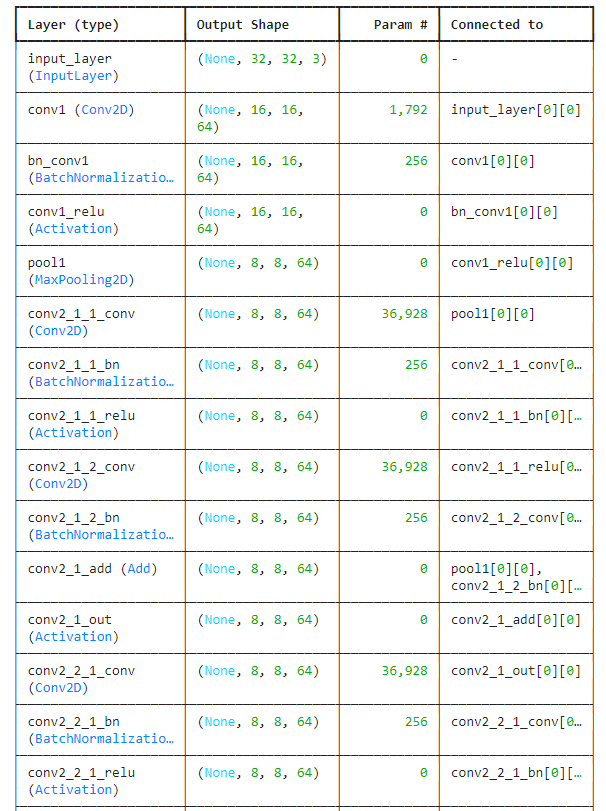 Layer (type) Output Shape Param # Connected to
input_layer (None, 32, 32, 3) 0 -
(InputLayer)
conv1 (Conv2D) (None, 16, 16, 1,792 input_layer[0][0]
64)
bn_conv1 (None, 16, 16, 256 conv1[0][0]
(BatchNormalizatio… 64)
conv1_relu (None, 16, 16, 0 bn_conv1[0][0]
(Activation) 64)
pool1 (None, 8, 8, 64) 0 conv1_relu[0][0]
(MaxPooling2D)
conv2_1_1_conv (None, 8, 8, 64) 36,928 pool1[0][0]
(Conv2D)
conv2_1_1_bn (None, 8, 8, 64) 256 conv2_1_1_conv[0…
(BatchNormalizatio…
conv2_1_1_relu (None, 8, 8, 64) 0 conv2_1_1_bn[0][…
(Activation)
conv2_1_2_conv (None, 8, 8, 64) 36,928 conv2_1_1_relu[0…
(Conv2D)
conv2_1_2_bn (None, 8, 8, 64) 256 conv2_1_2_conv[0…
(BatchNormalizatio…
conv2_1_add (Add) (None, 8, 8, 64) 0 pool1[0][0],
conv2_1_2_bn[0][…
conv2_1_out (None, 8, 8, 64) 0 conv2_1_add[0][0]
(Activation)
conv2_2_1_conv (None, 8, 8, 64) 36,928 conv2_1_out[0][0]
(Conv2D)
conv2_2_1_bn (None, 8, 8, 64) 256 conv2_2_1_conv[0…
(BatchNormalizatio…
conv2_2_1_relu (None, 8, 8, 64) 0 conv2_2_1_bn[0][…
(Activation)